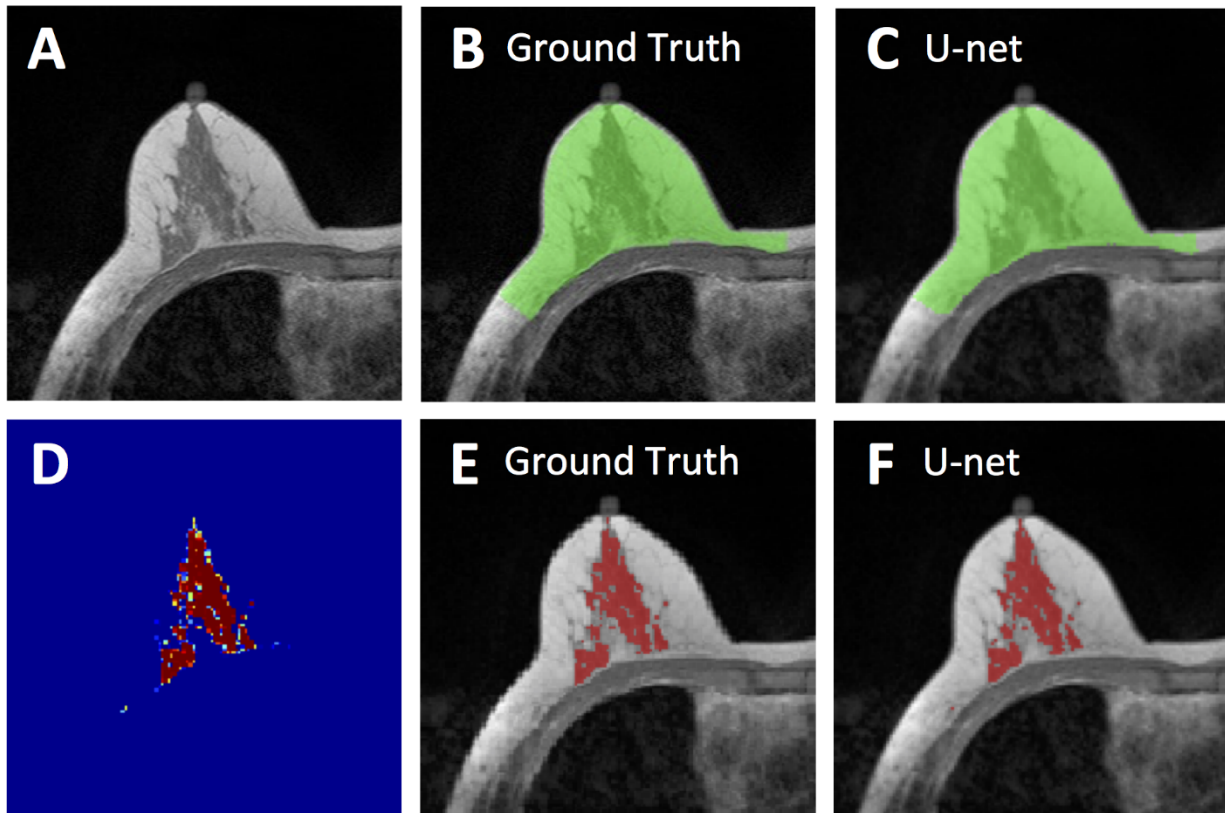 A
B Ground Truth
C U-net
D
E Ground Truth
F U-net